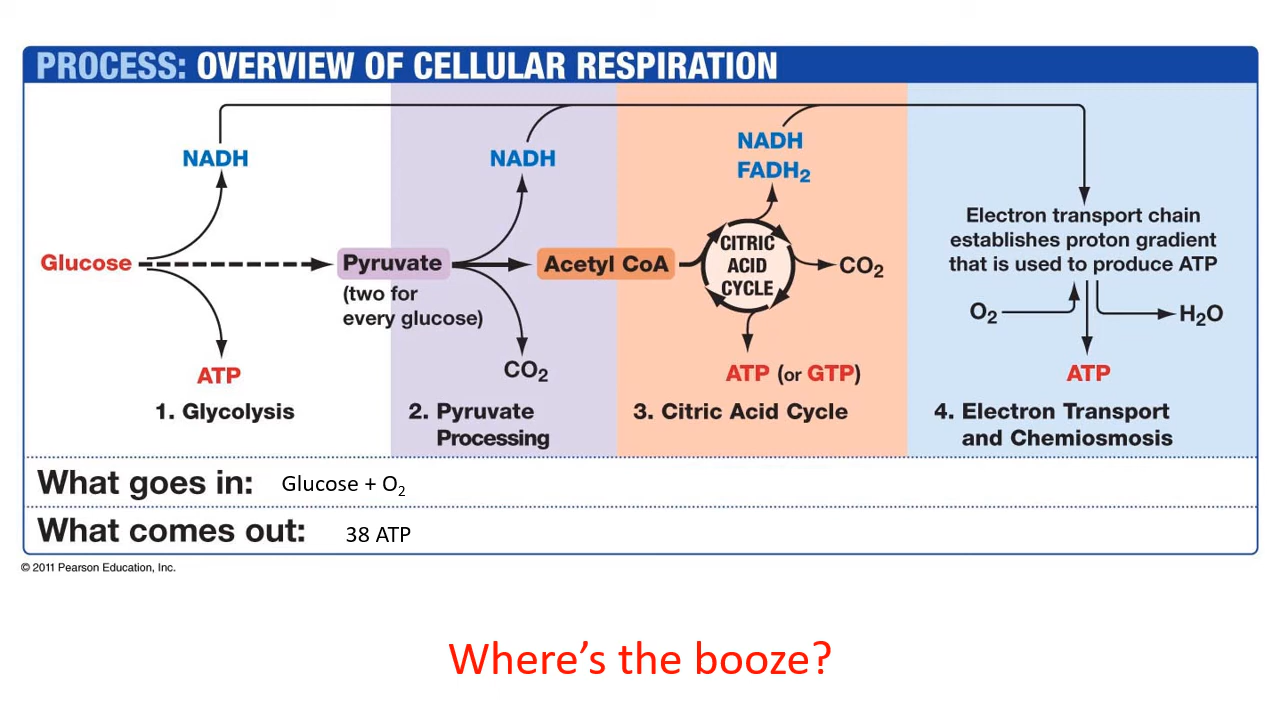 PROCESS: OVERVIEW OF CELLULAR RESPIRATION
NADH
NADH
NADH
FADH₂
Glucose
Pyruvate
(two for
every glucose)
Acetyl CoA
CITRIC
ACID
CYCLE
CO₂
Electron transport chain
establishes proton gradient
that is used to produce ATP
O₂
H₂O
ATP
CO₂
ATP (or GTP)
ATP
1. Glycolysis
2. Pyruvate
Processing
3. Citric Acid Cycle
4. Electron Transport
and Chemiosmosis
What goes in: Glucose + O₂
What comes out: 38 ATP
© 2011 Pearson Education, Inc.
Where's the booze?